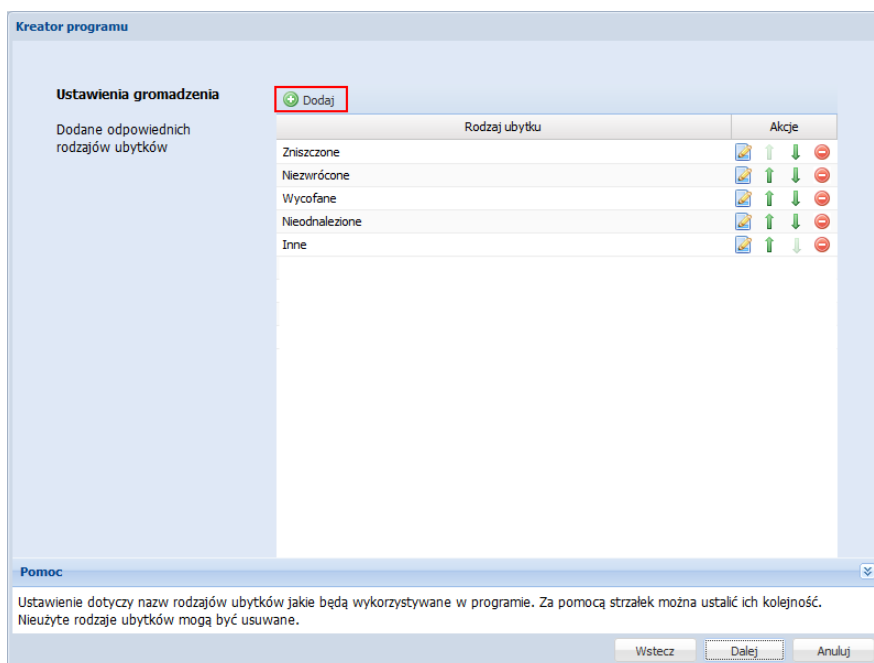 Kreator programu
Ustawienia gromadzenia
Dodane odpowiednich
rodzajów ubytków
Dodaj
Rodzaj ubytku Akcje
Zniszczone
Niezwrócone
Wycofane
Nieodnalezione
Inne
Pomoc
Ustawienie dotyczy nazw rodzajów ubytków jakie będą wykorzystywane w programie. Za pomocą strzałek można ustalić ich kolejność.
Nieużyte rodzaje ubytków mogą być usuwane.
Wstecz Dalej Anuluj